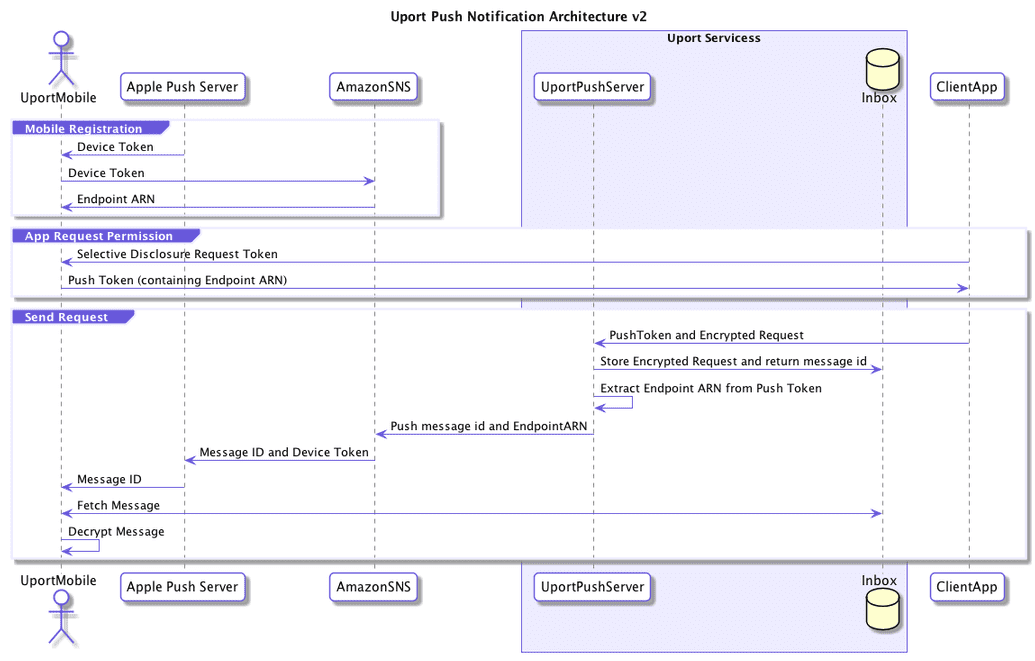 Uport Push Notification Architecture v2
Uport Servicess
UportMobile
Apple Push Server
AmazonSNS
UportPushServer
Inbox
ClientApp
Mobile Registration
Device Token
Device Token
Endpoint ARN
App Request Permission
Selective Disclosure Request Token
Push Token (containing Endpoint ARN)
Send Request
PushToken and Encrypted Request
Store Encrypted Request and return message id
Extract Endpoint ARN from Push Token
Push message id and EndpointARN
Message ID and Device Token
Message ID
Fetch Message
Decrypt Message
UportMobile
Apple Push Server
AmazonSNS
UportPushServer
Inbox
ClientApp